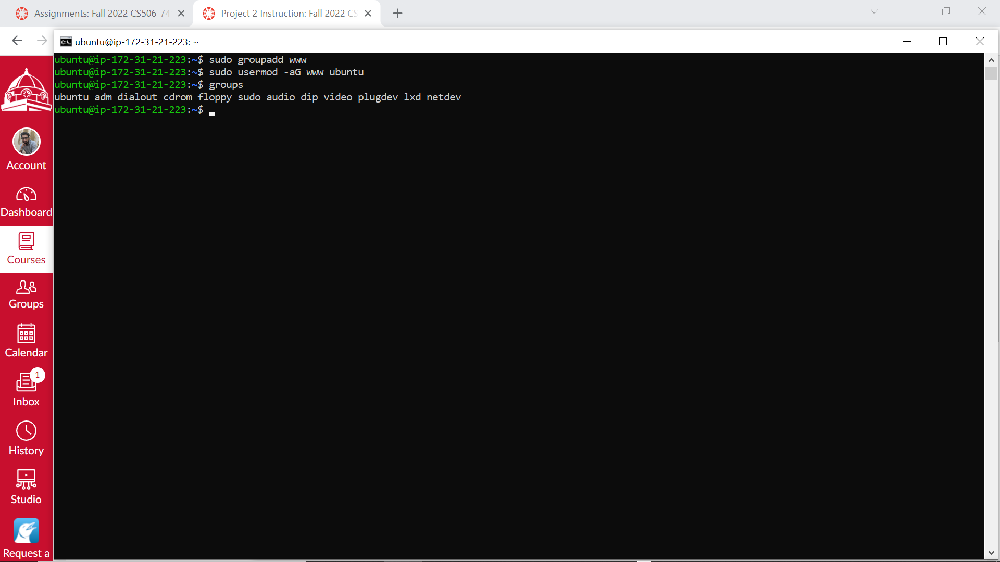 Assignments: Fall 2022 CS506-74
Project 2 Instruction: Fall 2022 CS
ubuntu@ip-172-31-21-223: ~
ubuntu@ip-172-31-21-223:~$ sudo groupadd www
ubuntu@ip-172-31-21-223:~$ sudo usermod -aG www ubuntu
ubuntu@ip-172-31-21-223:~$ groups
ubuntu adm dialout cdrom floppy sudo audio dip video plugdev lxd netdev
ubuntu@ip-172-31-21-223:~$
Account
Dashboard
Courses
Groups
Calendar
1
Inbox
History
Studio
Request a